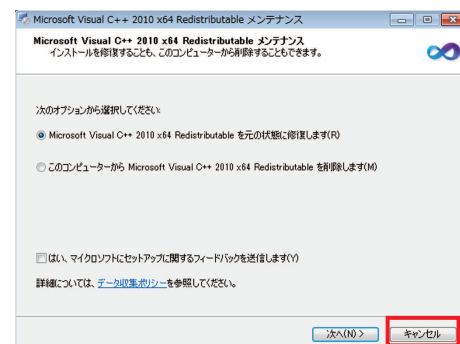 Microsoft Visual C++ 2010 x64 Redistributable メンテナンス
Microsoft Visual C++ 2010 x64 Redistributable メンテナンス
インストールを修復することも、このコンピューターから削除することもできます。
次のオプションから選択してください:
Microsoft Visual C++ 2010 x64 Redistributable を元の状態に修復します(R)
このコンピューターから Microsoft Visual C++ 2010 x64 Redistributable を削除します(M)
はい、マイクロソフトにセットアップに関するフィードバックを送信します(Y)
詳細については、データ収集ポリシーを参照してください。
次へ(N) >
キャンセル